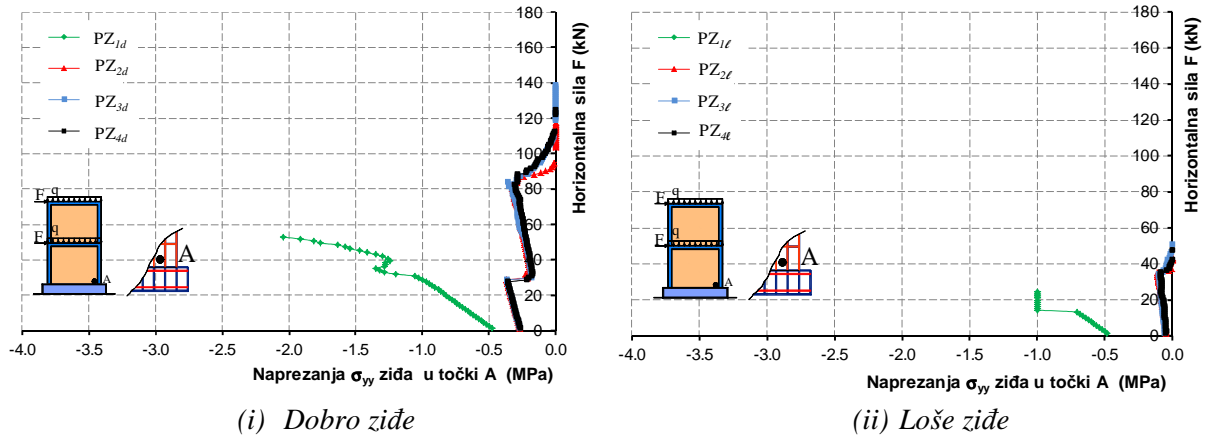 PZ1d
PZ2d
PZ3d
PZ4d
180
160
140
120
100
80
60
40
20
0
Horizontalna sila F (kN)
F
q
F
q
A
A
-4.0 -3.5 -3.0 -2.5 -2.0 -1.5 -1.0 -0.5 0.0
Naprezanja σyy ziđa u točki A (MPa)
(i) Dobro ziđe
PZ1ℓ
PZ2ℓ
PZ3ℓ
PZ4ℓ
180
160
140
120
100
80
60
40
20
0
Horizontalna sila F (kN)
F
q
F
q
A
A
-4.0 -3.5 -3.0 -2.5 -2.0 -1.5 -1.0 -0.5 0.0
Naprezanja σyy ziđa u točki A (MPa)
(ii) Loše ziđe